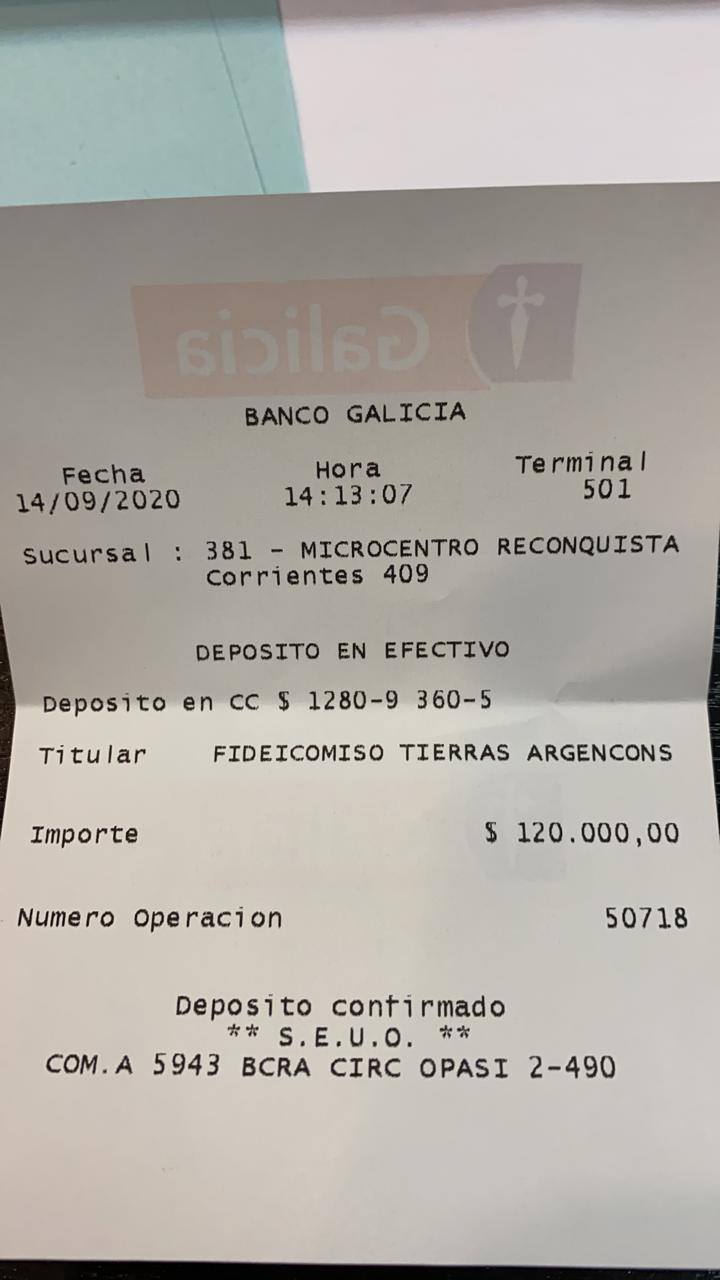 Galicia
BANCO GALICIA
Fecha Hora Terminal
14/09/2020 14:13:07 501
Sucursal : 381 - MICROCENTRO RECONQUISTA
Corrientes 409
DEPOSITO EN EFECTIVO
Deposito en CC $ 1280-9 360-5
Titular FIDEICOMISO TIERRAS ARGENCONS
Importe $ 120.000,00
Numero Operacion 50718
Deposito confirmado
** S.E.U.O. **
COM.A 5943 BCRA CIRC OPASI 2-490